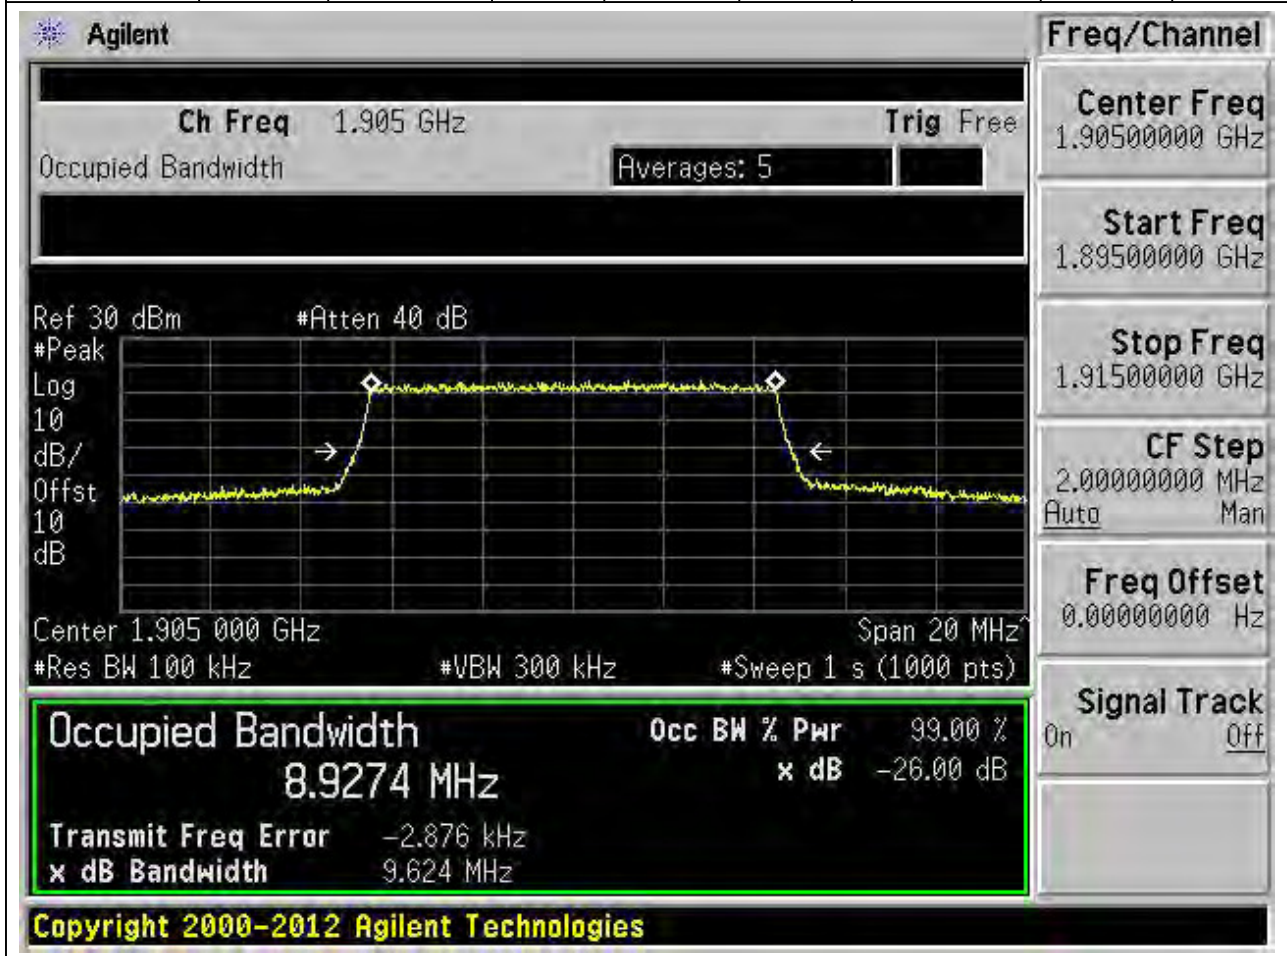 Agilent
Freq/Channel
Ch Freq 1.905 GHz Trig Free
Occupied Bandwidth Averages: 5
Center Freq
1.90500000 GHz
Start Freq
1.89500000 GHz
Stop Freq
1.91500000 GHz
CF Step
2.00000000 MHz
Auto Man
Freq Offset
0.00000000 Hz
Signal Track
On Off
Ref 30 dBm #Atten 40 dB
#Peak
Log
10
dB/
Offst
10
dB
Center 1.905 000 GHz Span 20 MHz^
#Res BW 100 kHz #VBW 300 kHz #Sweep 1 s (1000 pts)
Occupied Bandwidth
8.9274 MHz
Occ BW % Pwr 99.00 %
x dB -26.00 dB
Transmit Freq Error -2.876 kHz
x dB Bandwidth 9.624 MHz
Copyright 2000-2012 Agilent Technologies